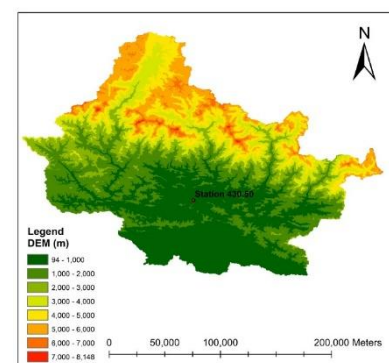 N
Station 420.50
Legend
DEM (m)
94 - 1,000
1,000 - 2,000
2,000 - 3,000
3,000 - 4,000
4,000 - 5,000
5,000 - 6,000
6,000 - 7,000
7,000 - 8,148
0 50,000 100,000 200,000 Meters